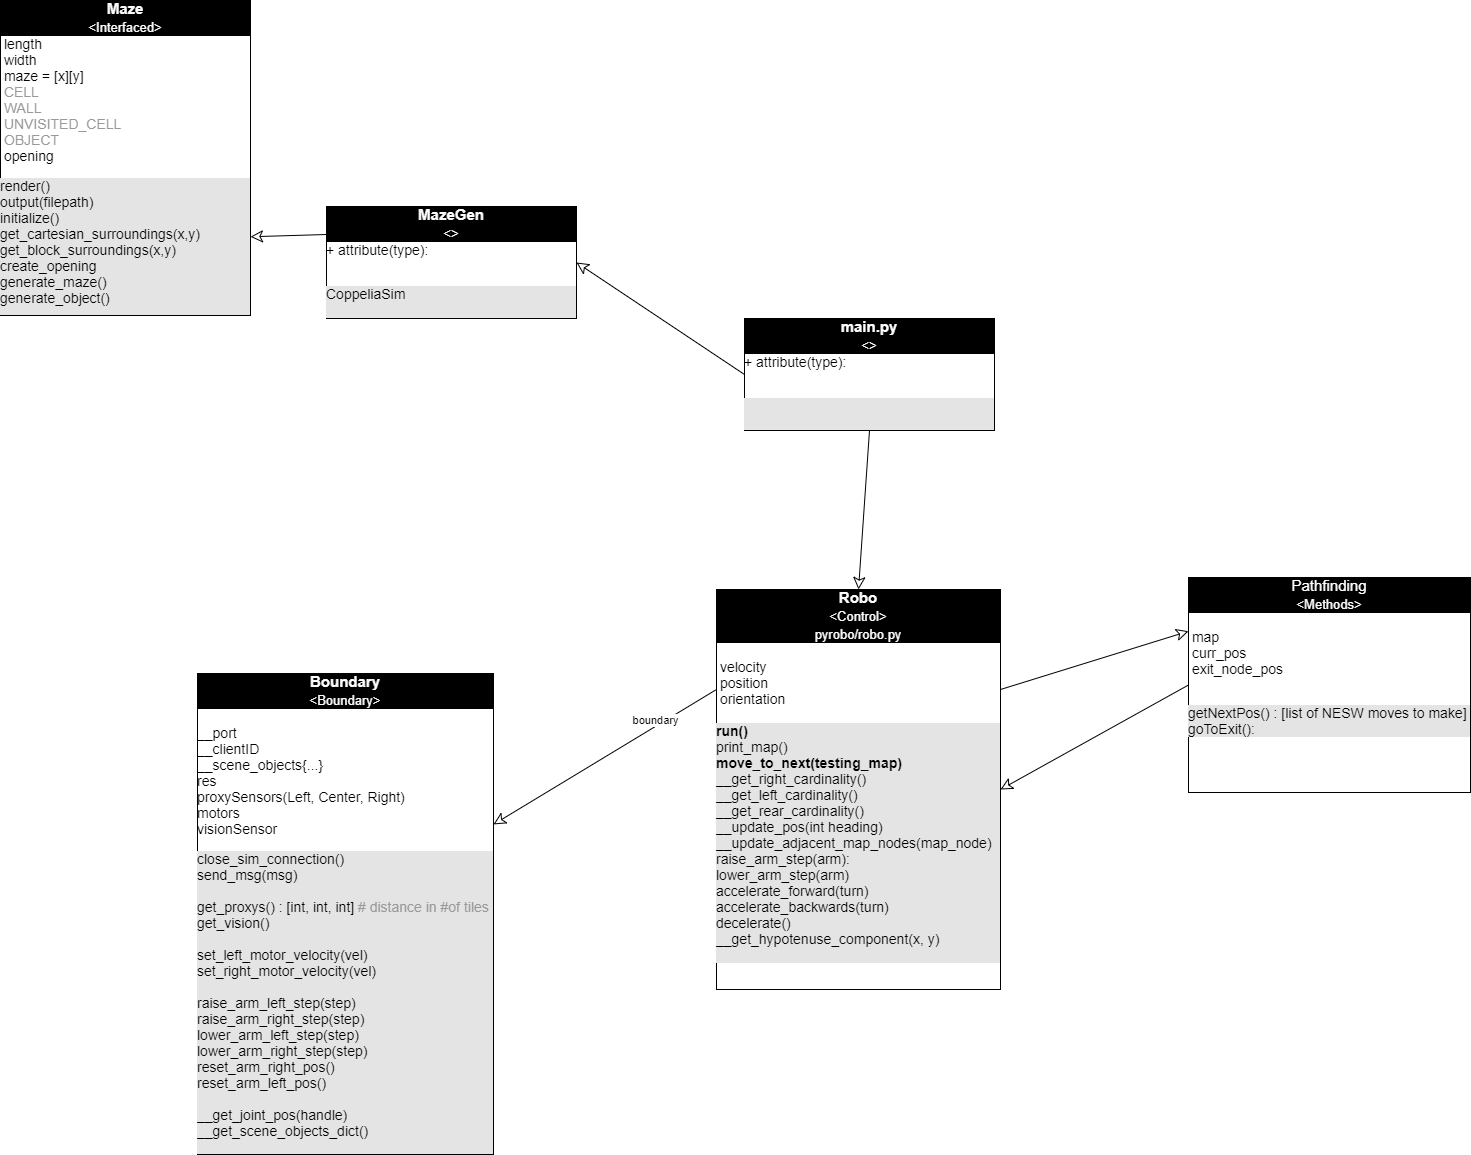 Maze
<Interfaced>
length
width
maze = [x][y]
CELL
WALL
UNVISITED_CELL
OBJECT
opening
render()
output(filepath)
initialize()
get_cartesian_surroundings(x,y)
get_block_surroundings(x,y)
create_opening
generate_maze()
generate_object()
MazeGen
<>
+ attribute(type):
CoppeliaSim
main.py
<>
+ attribute(type):
Pathfinding
<Methods>
map
curr_pos
exit_node_pos
getNextPos() : [list of NESW moves to make]
goToExit():
Robo
<Control>
pyrobo/robo.py
velocity
position
orientation
run()
print_map()
move_to_next(testing_map)
__get_right_cardinality()
__get_left_cardinality()
__get_rear_cardinality()
__update_pos(int heading)
__update_adjacent_map_nodes(map_node)
raise_arm_step(arm):
lower_arm_step(arm)
accelerate_forward(turn)
accelerate_backwards(turn)
decelerate()
__get_hypotenuse_component(x, y)
boundary
Boundary
<Boundary>
__port
__clientID
__scene_objects{...}
res
proxySensors(Left, Center, Right)
motors
visionSensor
close_sim_connection()
send_msg(msg)
get_proxys() : [int, int, int] # distance in #of tiles
get_vision()
set_left_motor_velocity(vel)
set_right_motor_velocity(vel)
raise_arm_left_step(step)
raise_arm_right_step(step)
lower_arm_left_step(step)
lower_arm_right_step(step)
reset_arm_right_pos()
reset_arm_left_pos()
__get_joint_pos(handle)
__get_scene_objects_dict()